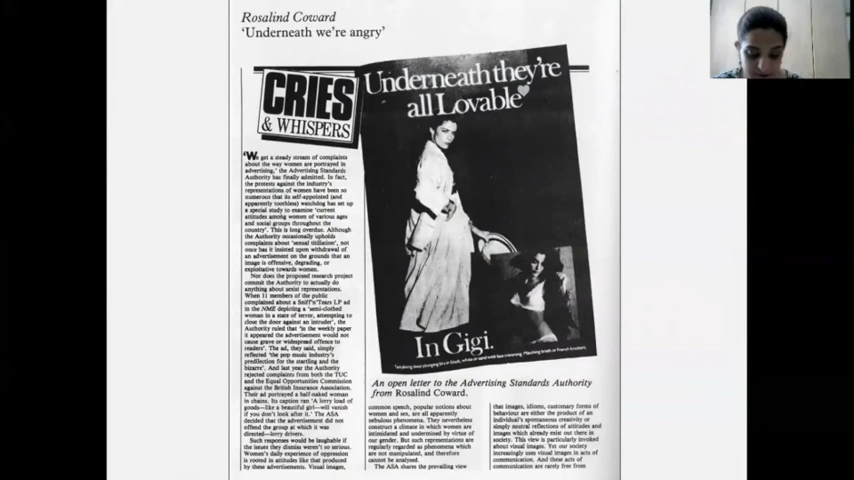 Rosalind Coward
‘Underneath we're angry’
CRIES
& WHISPERS
Underneath they're
all Lovable
In Gigi.
An open letter to the Advertising Standards Authority
from Rosalind Coward.
‘We get a steady stream of complaints
about the way women are portrayed in
advertising,’ the Advertising Standards
Authority has finally admitted. In fact,
the protests against the industry's
representations of women have been so
numerous that its self-appointed (and
apparently toothless) watchdog has set up
a special study to examine ‘current
attitudes among women of various ages
and social groups throughout the
country’. This is long overdue. Although
the Authority occasionally upholds
complaints about ‘sexual titillation’, not
once has it insisted upon withdrawal of
an advertisement on the grounds that an
image is offensive, degrading, or
exploitative towards women.
Nor does the proposed research project
commit the Authority to actually do
anything about sexist representations.
When 11 members of the public
complained about a Sniff'n'Tears LP ad
in the NME depicting a ‘semi-clothed
woman in a state of terror, attempting to
close the door against an intruder’, the
Authority ruled that ‘in the weekly paper
it appeared the advertisement would not
cause grave or widespread offence to
readers’. The ad, they said, simply
reflected ‘the pop music industry's
predilection for the startling and the
bizarre’. And last year the Authority
rejected complaints from both the TUC
and the Equal Opportunities Commission
against the British Insurance Association.
Their ad portrayed a half-naked woman
in chains. Its caption ran ‘A lorry load of
goods—like a beautiful girl—will vanish
if you don't look after it.’ The ASA
decided that the advertisement did not
offend the group at which it was
directed—lorry drivers.
Such responses would be laughable if
the issues they dismiss weren't so serious.
Women's daily experience of oppression
is rooted in attitudes like that produced
by these advertisements. Visual images,
common speech, popular notions about
women and sex, are all apparently
nebulous phenomena. They nevertheless
construct a climate in which women are
intimidated and undermined by virtue of
our gender. But such representations are
regularly regarded as phenomena which
are not manipulated, and therefore
cannot be analysed.
The ASA shares the prevailing view
that images, idioms, customary forms of
behaviour are either the product of an
individual's spontaneous creativity or
simply neutral reflections of attitudes and
images which already exist out there in
society. This view is particularly invoked
about visual images. Yet our society
increasingly uses visual images in acts of
communication. And these acts of
communication are rarely free from